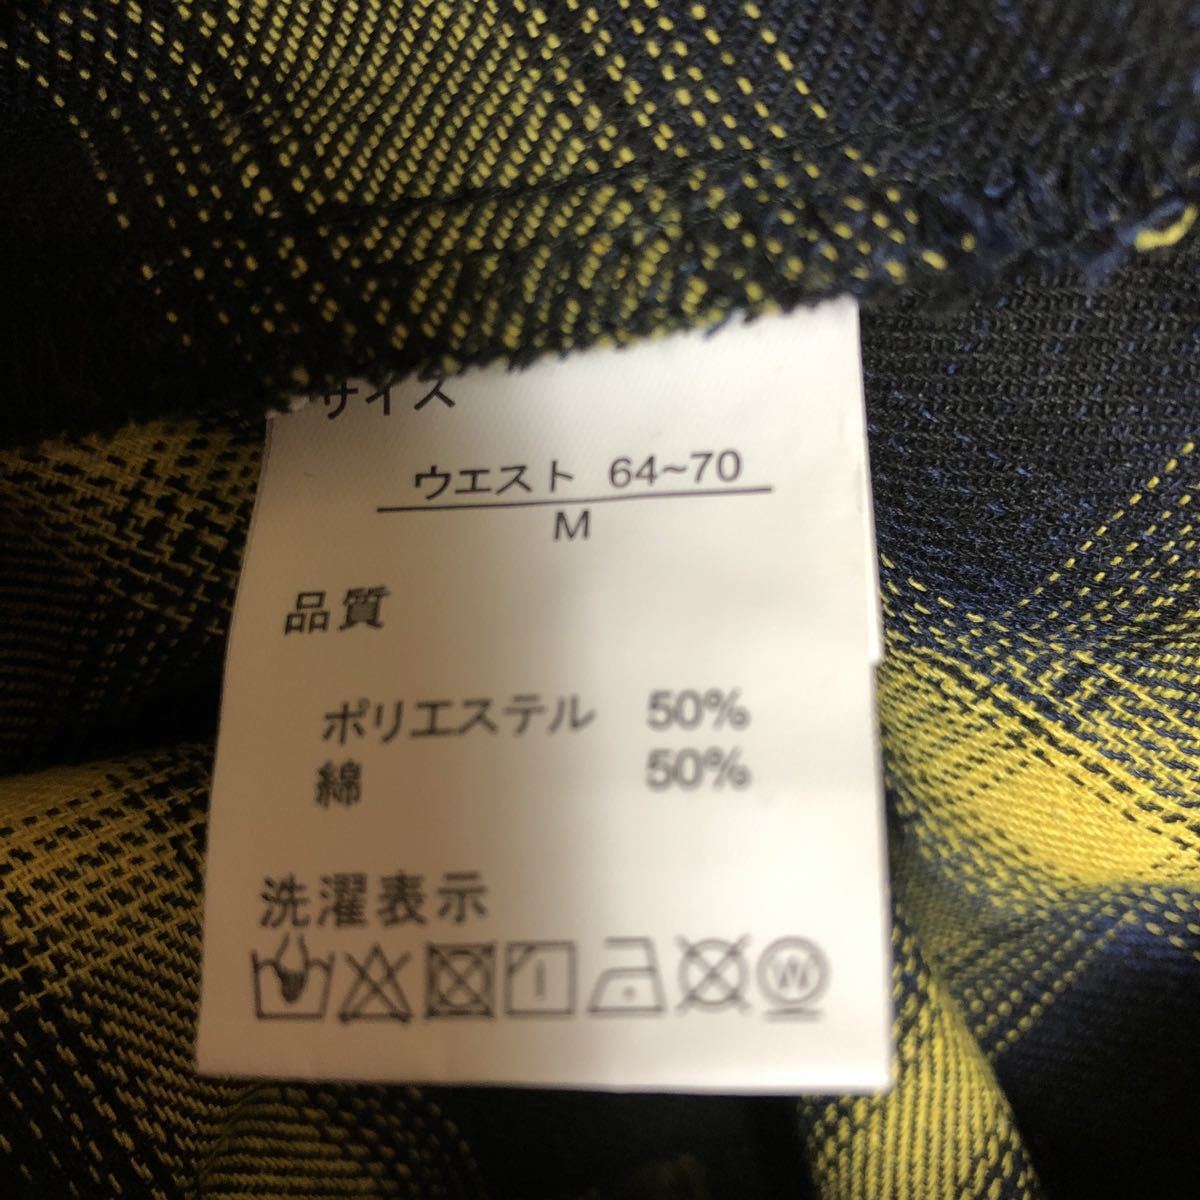 サイズ
ウエスト 64~70
M
品質
ポリエステル 50%
綿 50%
洗濯表示
W